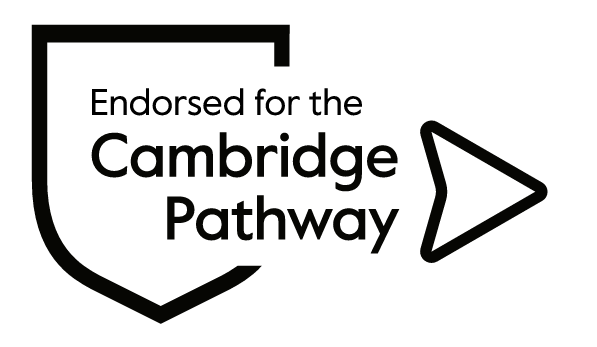 Endorsed for the
Cambridge
Pathway